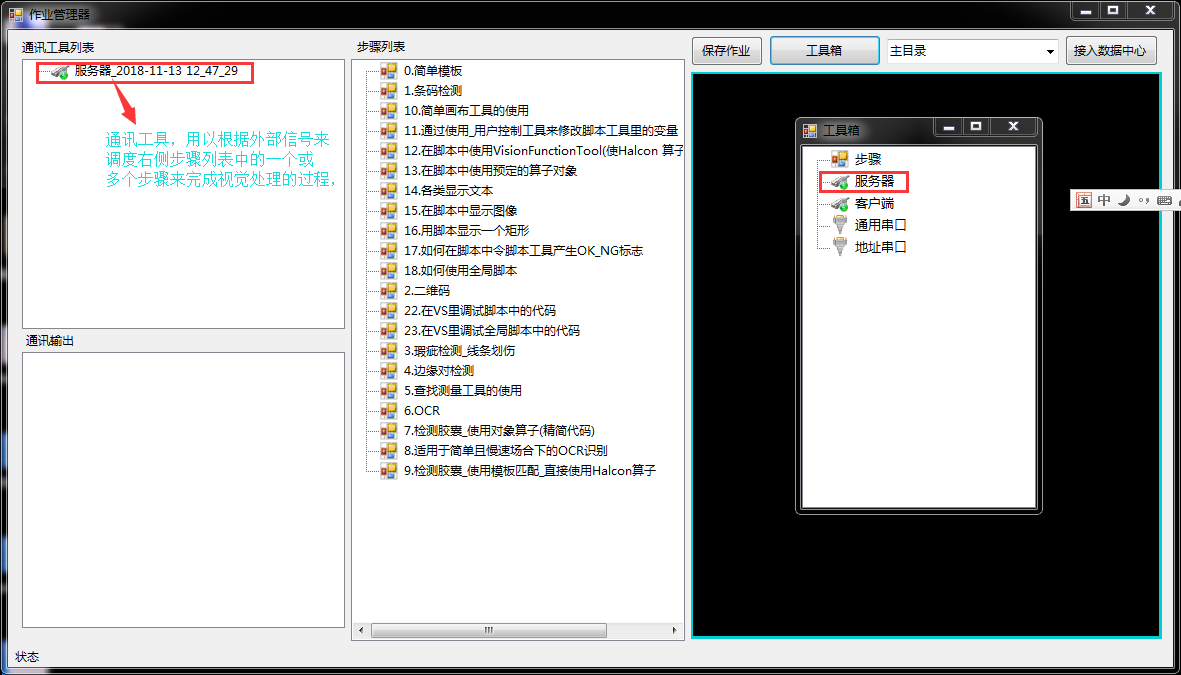 作业管理器
通讯工具列表
服务器_2018-11-13 12_47_29
通讯工具，用以根据外部信号来
调度右侧步骤列表中的一个或
多个步骤来完成视觉处理的过程，
通讯输出
状态
步骤列表
0.简单模板
1.条码检测
10.简单画布工具的使用
11.通过使用_用户控制工具来修改脚本工具里的变量
12.在脚本中使用VisionFunctionTool(使Halcon 算子
13.在脚本中使用预定的算子对象
14.各类显示文本
15.在脚本中显示图像
16.用脚本显示一个矩形
17.如何在脚本中令脚本工具产生OK_NG标志
18.如何使用全局脚本
2.二维码
22.在VS里调试脚本中的代码
23.在VS里调试全局脚本中的代码
3.瑕疵检测_线条划伤
4.边缘对检测
5.查找测量工具的使用
6.OCR
7.检测胶囊_使用对象算子(精简代码)
8.适用于简单且慢速场合下的OCR识别
9.检测胶囊_使用模板匹配_直接使用Halcon算子
保存作业
工具箱
主目录
接入数据中心
工具箱
步骤
服务器
客户端
通用串口
地址串口
五 中